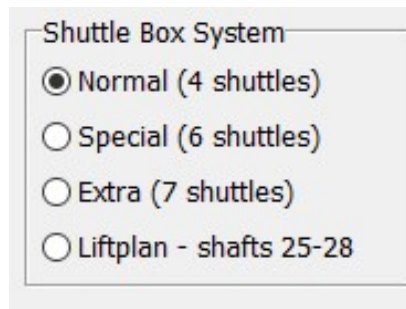 Shuttle Box System
Normal (4 shuttles)
Special (6 shuttles)
Extra (7 shuttles)
Liftplan - shafts 25-28